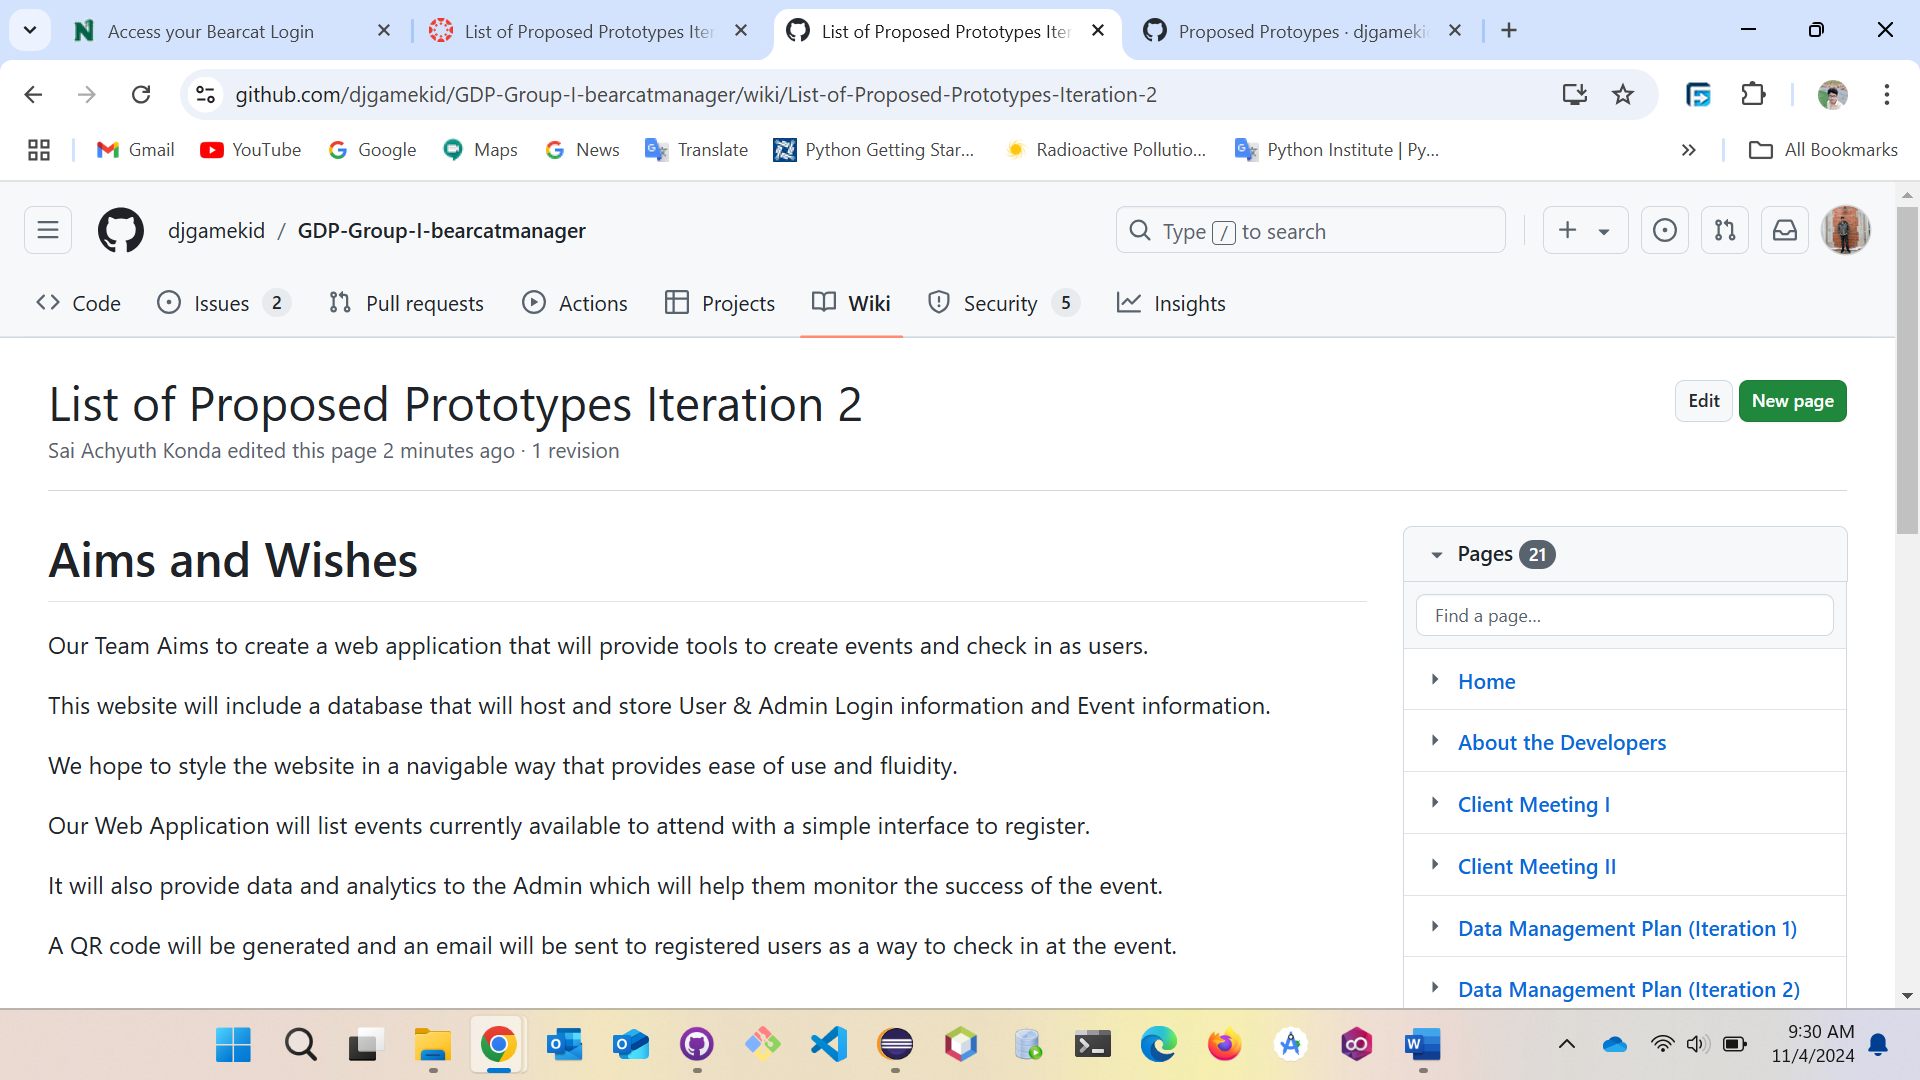 Access your Bearcat Login
List of Proposed Prototypes Iter
List of Proposed Prototypes Iter
Proposed Protoypes · djgameki
github.com/djgamekid/GDP-Group-I-bearcatmanager/wiki/List-of-Proposed-Prototypes-Iteration-2
Gmail
YouTube
Google
Maps
News
Translate
Python Getting Star...
Radioactive Pollutio...
Python Institute | Py...
All Bookmarks
djgamekid / GDP-Group-I-bearcatmanager
Type / to search
Code
Issues 2
Pull requests
Actions
Projects
Wiki
Security 5
Insights
List of Proposed Prototypes Iteration 2
Edit
New page
Sai Achyuth Konda edited this page 2 minutes ago · 1 revision
Aims and Wishes
Our Team Aims to create a web application that will provide tools to create events and check in as users.
This website will include a database that will host and store User & Admin Login information and Event information.
We hope to style the website in a navigable way that provides ease of use and fluidity.
Our Web Application will list events currently available to attend with a simple interface to register.
It will also provide data and analytics to the Admin which will help them monitor the success of the event.
A QR code will be generated and an email will be sent to registered users as a way to check in at the event.
Pages 21
Find a page...
Home
About the Developers
Client Meeting I
Client Meeting II
Data Management Plan (Iteration 1)
Data Management Plan (Iteration 2)
9:30 AM
11/4/2024